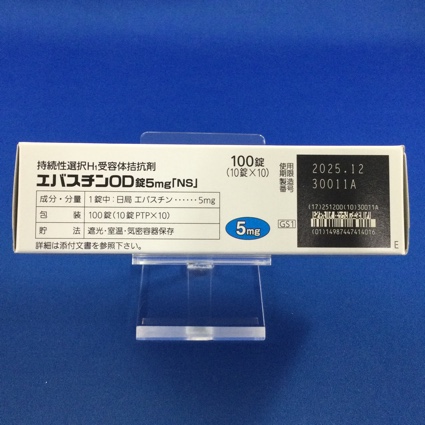 持続性選択H₁受容体拮抗剤
エバスチンOD錠5mg「NS」
100錠
(10錠×10)
成分・分量 1錠中:日局 エバスチン‥‥‥5mg
包装 100錠(10錠PTP×10)
貯法 遮光・室温・気密容器保存
詳細は添付文書を参照下さい。
5mg
使用期限
製造番号
2025.12
30011A
GS1
(17)251200(10)30011A
(01)14987447414016
E